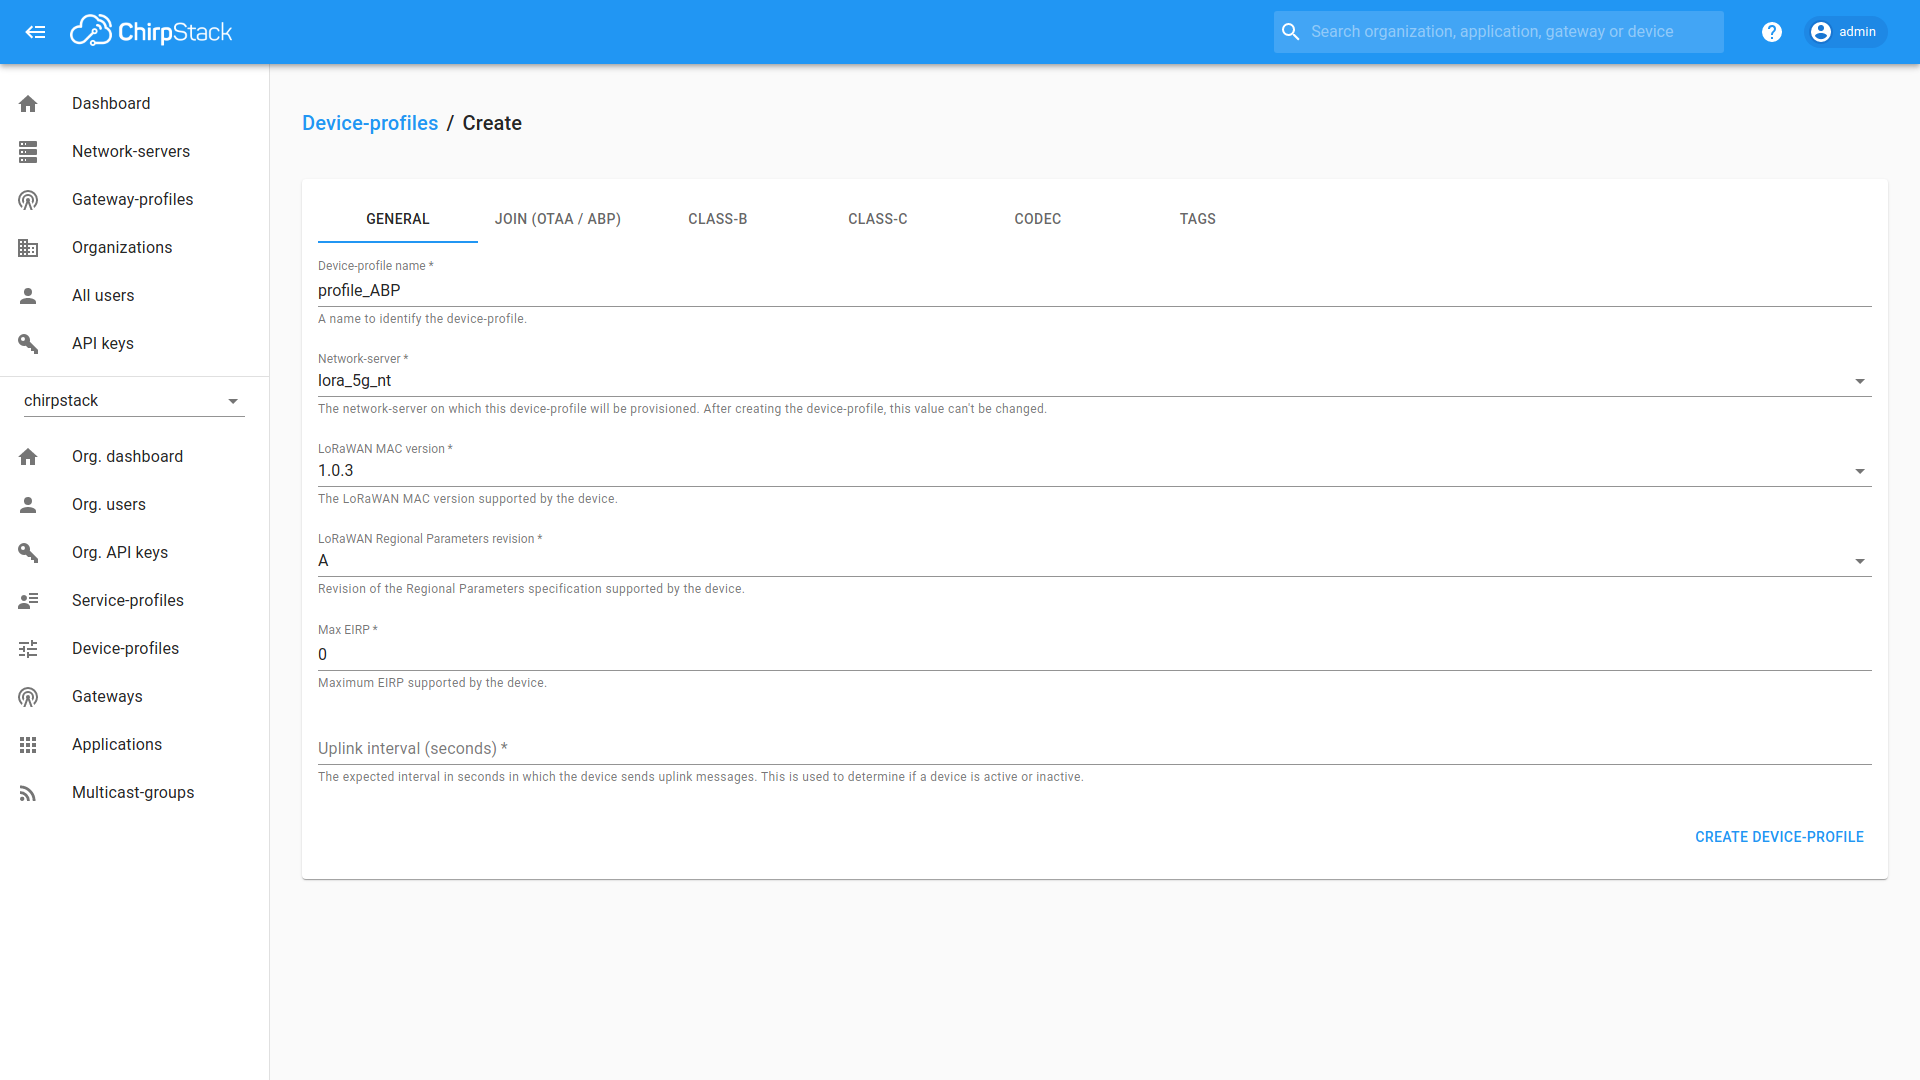 ChirpStack
Search organization, application, gateway or device
?
admin
Dashboard
Network-servers
Gateway-profiles
Organizations
All users
API keys
chirpstack
Org. dashboard
Org. users
Org. API keys
Service-profiles
Device-profiles
Gateways
Applications
Multicast-groups
Device-profiles / Create
GENERAL JOIN (OTAA / ABP) CLASS-B CLASS-C CODEC TAGS
Device-profile name *
profile_ABP
A name to identify the device-profile.
Network-server *
lora_5g_nt
The network-server on which this device-profile will be provisioned. After creating the device-profile, this value can't be changed.
LoRaWAN MAC version *
1.0.3
The LoRaWAN MAC version supported by the device.
LoRaWAN Regional Parameters revision *
A
Revision of the Regional Parameters specification supported by the device.
Max EIRP *
0
Maximum EIRP supported by the device.
Uplink interval (seconds) *
The expected interval in seconds in which the device sends uplink messages. This is used to determine if a device is active or inactive.
CREATE DEVICE-PROFILE